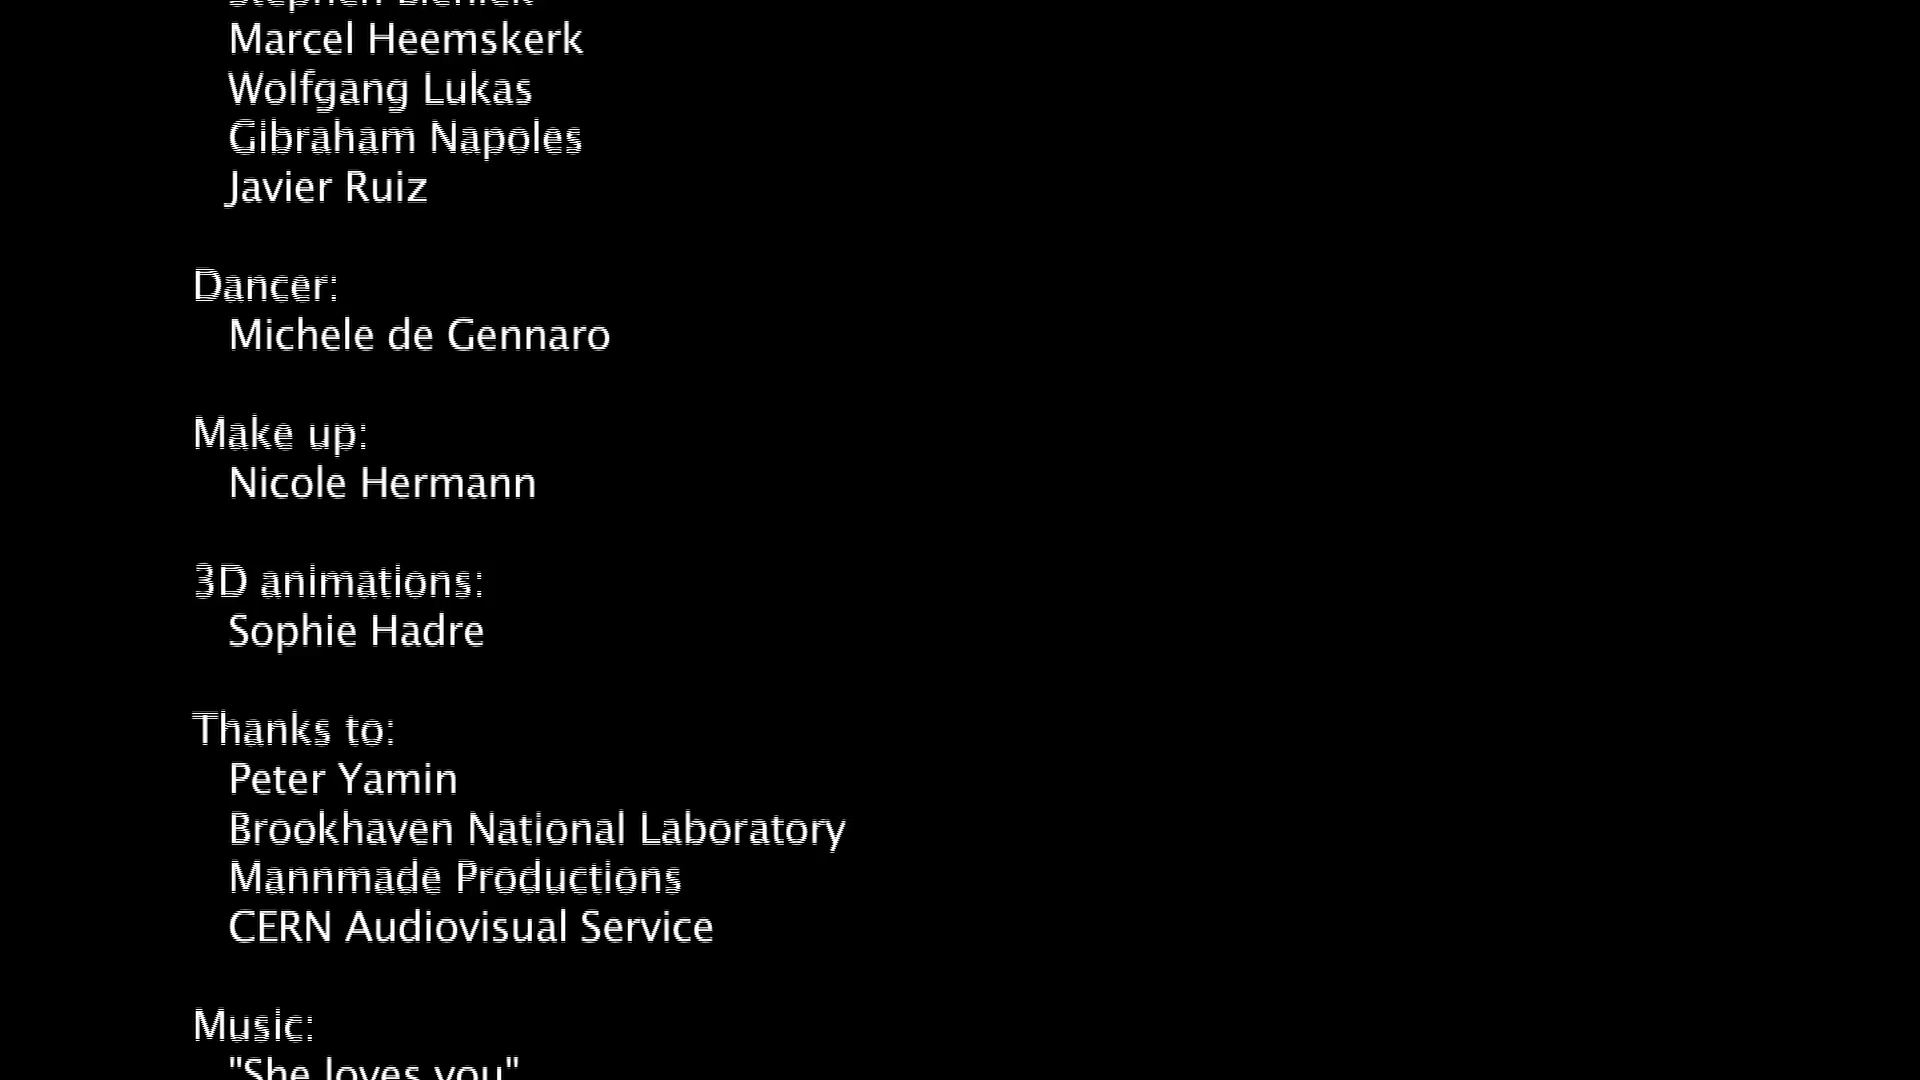 Stephen
Marcel Heemskerk
Wolfgang Lukas
Gibraham Napoles
Javier Ruiz
Dancer:
Michele de Gennaro
Make up:
Nicole Hermann
3D animations:
Sophie Hadre
Thanks to:
Peter Yamin
Brookhaven National Laboratory
Mannmade Productions
CERN Audiovisual Service
Music:
"She loves you"